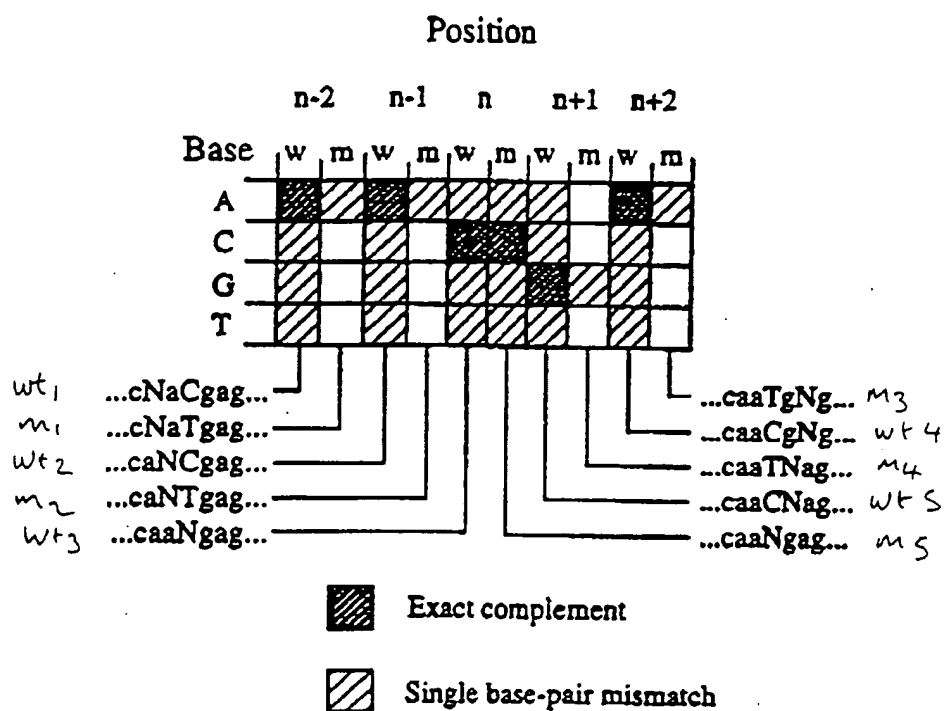 Position
n-2 n-1 n n+1 n+2
Base w m w m w m w m w m
A
C
G
T
wt1 ...cNaCgag...
m1 ...cNaTgag...
wt2 ...caNCgag...
m2 ...caNTgag...
wt3 ...caaNgag...
...caaTgNg... m3
...caaCgNg... wt4
...caaTNag... m4
...caaCNag... wt5
...caaNgag... m5
Exact complement
Single base-pair mismatch